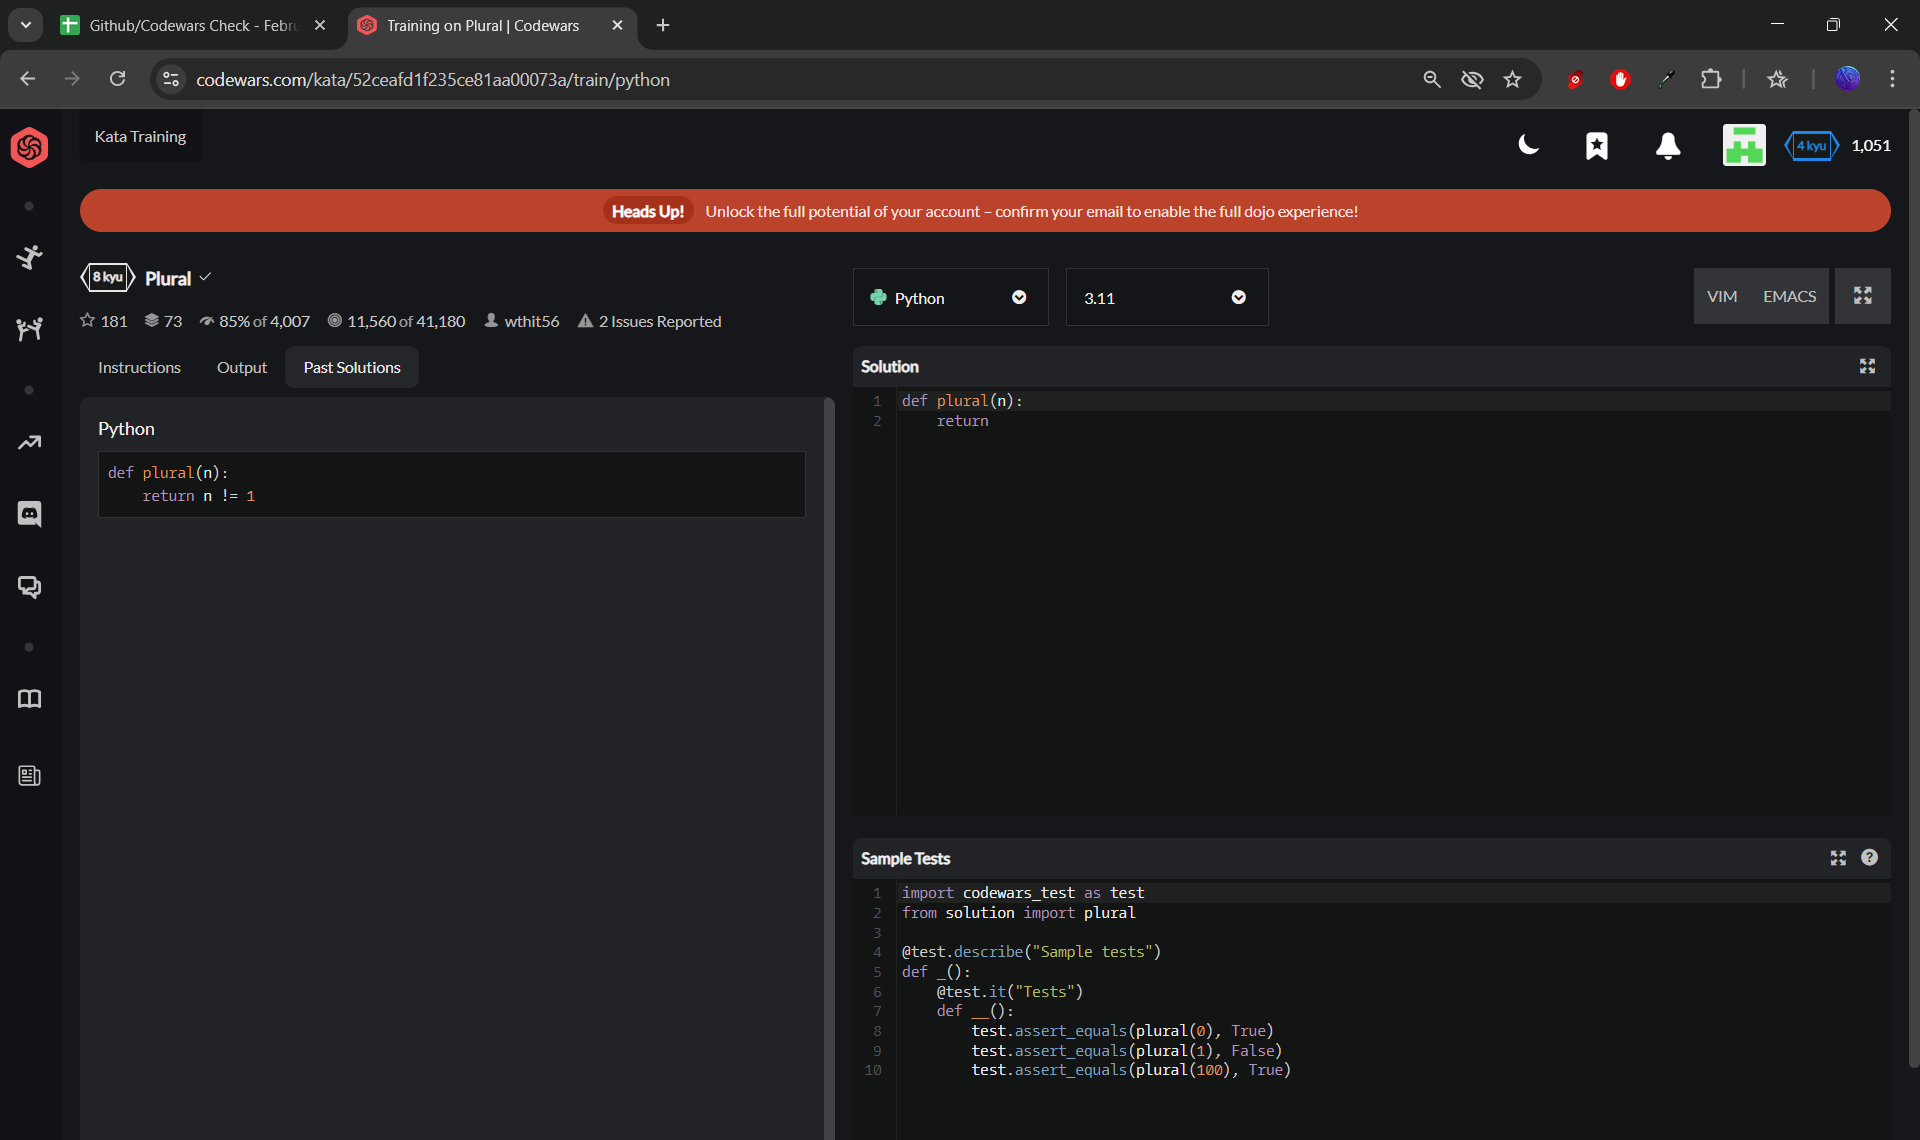 Github/Codewars Check - Febru
Training on Plural | Codewars
codewars.com/kata/52ceafd1f235ce81aa00073a/train/python
Kata Training
4 kyu
1,051
Heads Up! Unlock the full potential of your account – confirm your email to enable the full dojo experience!
8 kyu Plural
181 73 85% of 4,007 11,560 of 41,180 wthit56 2 Issues Reported
Instructions Output Past Solutions
Python
def plural(n):
    return n != 1
Python
3.11
VIM EMACS
Solution
1 def plural(n):
2     return
Sample Tests
?
1 import codewars_test as test
2 from solution import plural
3
4 @test.describe("Sample tests")
5 def _():
6     @test.it("Tests")
7     def __():
8         test.assert_equals(plural(0), True)
9         test.assert_equals(plural(1), False)
10         test.assert_equals(plural(100), True)